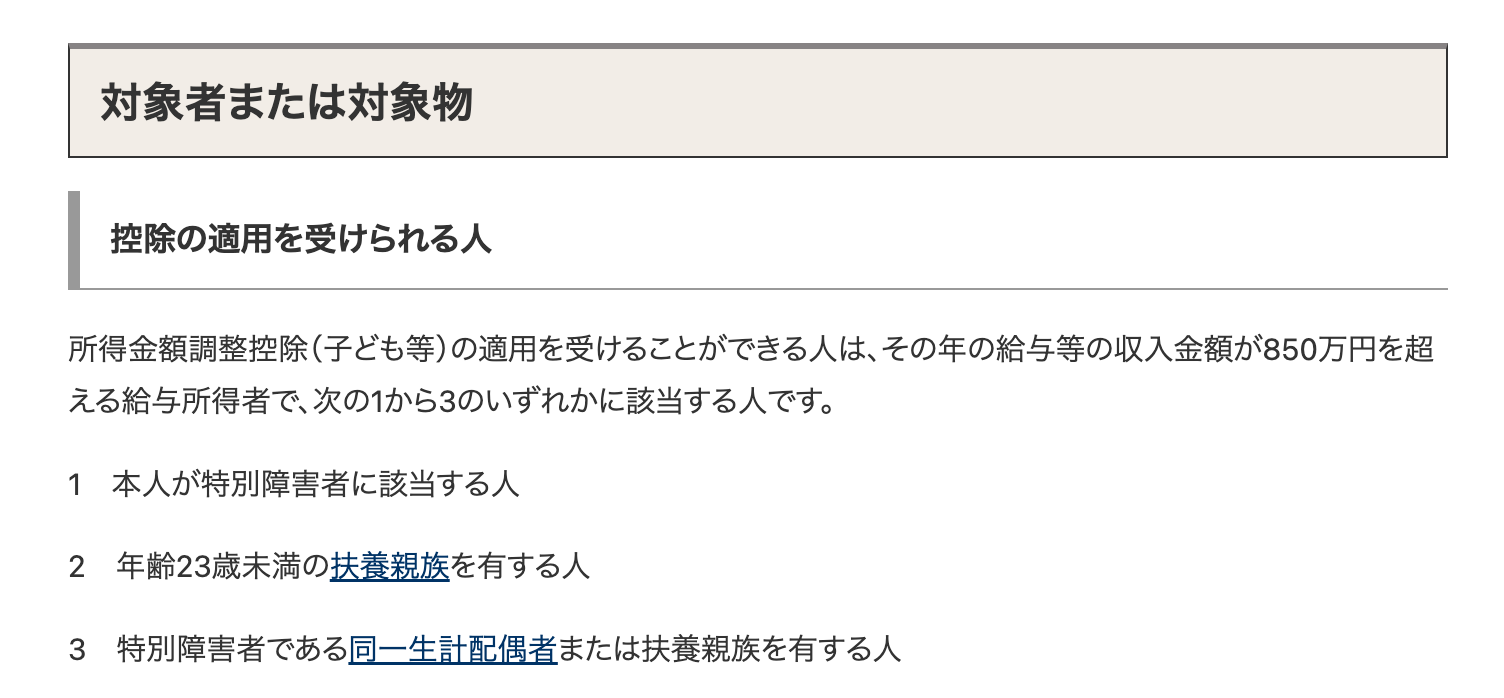 対象者または対象物
控除の適用を受けられる人
所得金額調整控除（子ども等）の適用を受けることができる人は、その年の給与等の収入金額が850万円を超
える給与所得者で、次の1から3のいずれかに該当する人です。
1　本人が特別障害者に該当する人
2　年齢23歳未満の扶養親族を有する人
3　特別障害者である同一生計配偶者または扶養親族を有する人